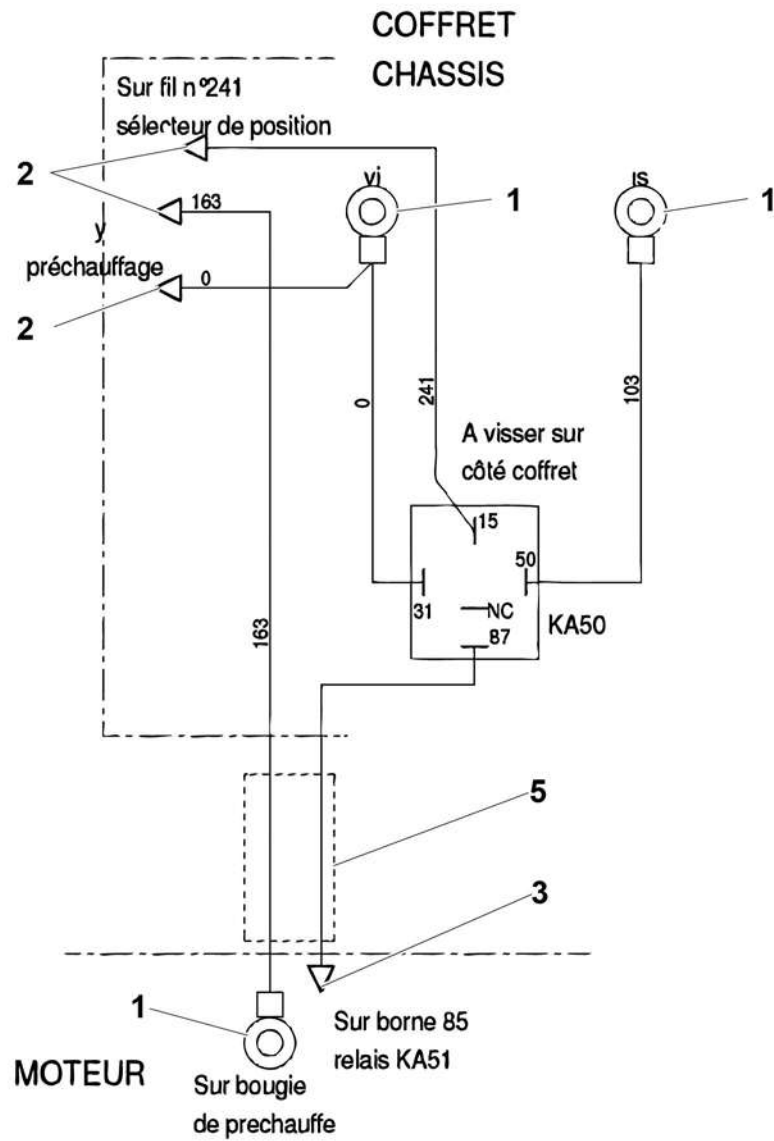 COFFRET
CHASSIS
Sur fil n°241
sélecteur de position
2
163
y
préchauffage
0
2
vj
1
ıs
1
0
241
103
A visser sur
côté coffret
15
50
31
NC
87
KA50
163
5
3
1
Sur borne 85
relais KA51
MOTEUR
Sur bougie
de prechauffe